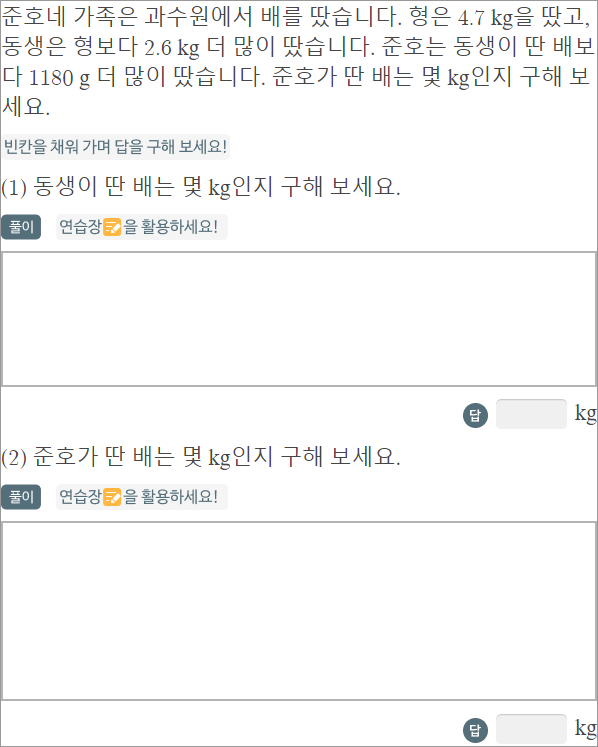 준호네 가족은 과수원에서 배를 땄습니다. 형은 4.7 kg을 땄고,
동생은 형보다 2.6 kg 더 많이 땄습니다. 준호는 동생이 딴 배보
다 1180 g 더 많이 땄습니다. 준호가 딴 배는 몇 kg인지 구해 보
세요.
빈칸을 채워 가며 답을 구해 보세요!
(1) 동생이 딴 배는 몇 kg인지 구해 보세요.
풀이 연습장을 활용하세요!
답 kg
(2) 준호가 딴 배는 몇 kg인지 구해 보세요.
풀이 연습장을 활용하세요!
답 kg